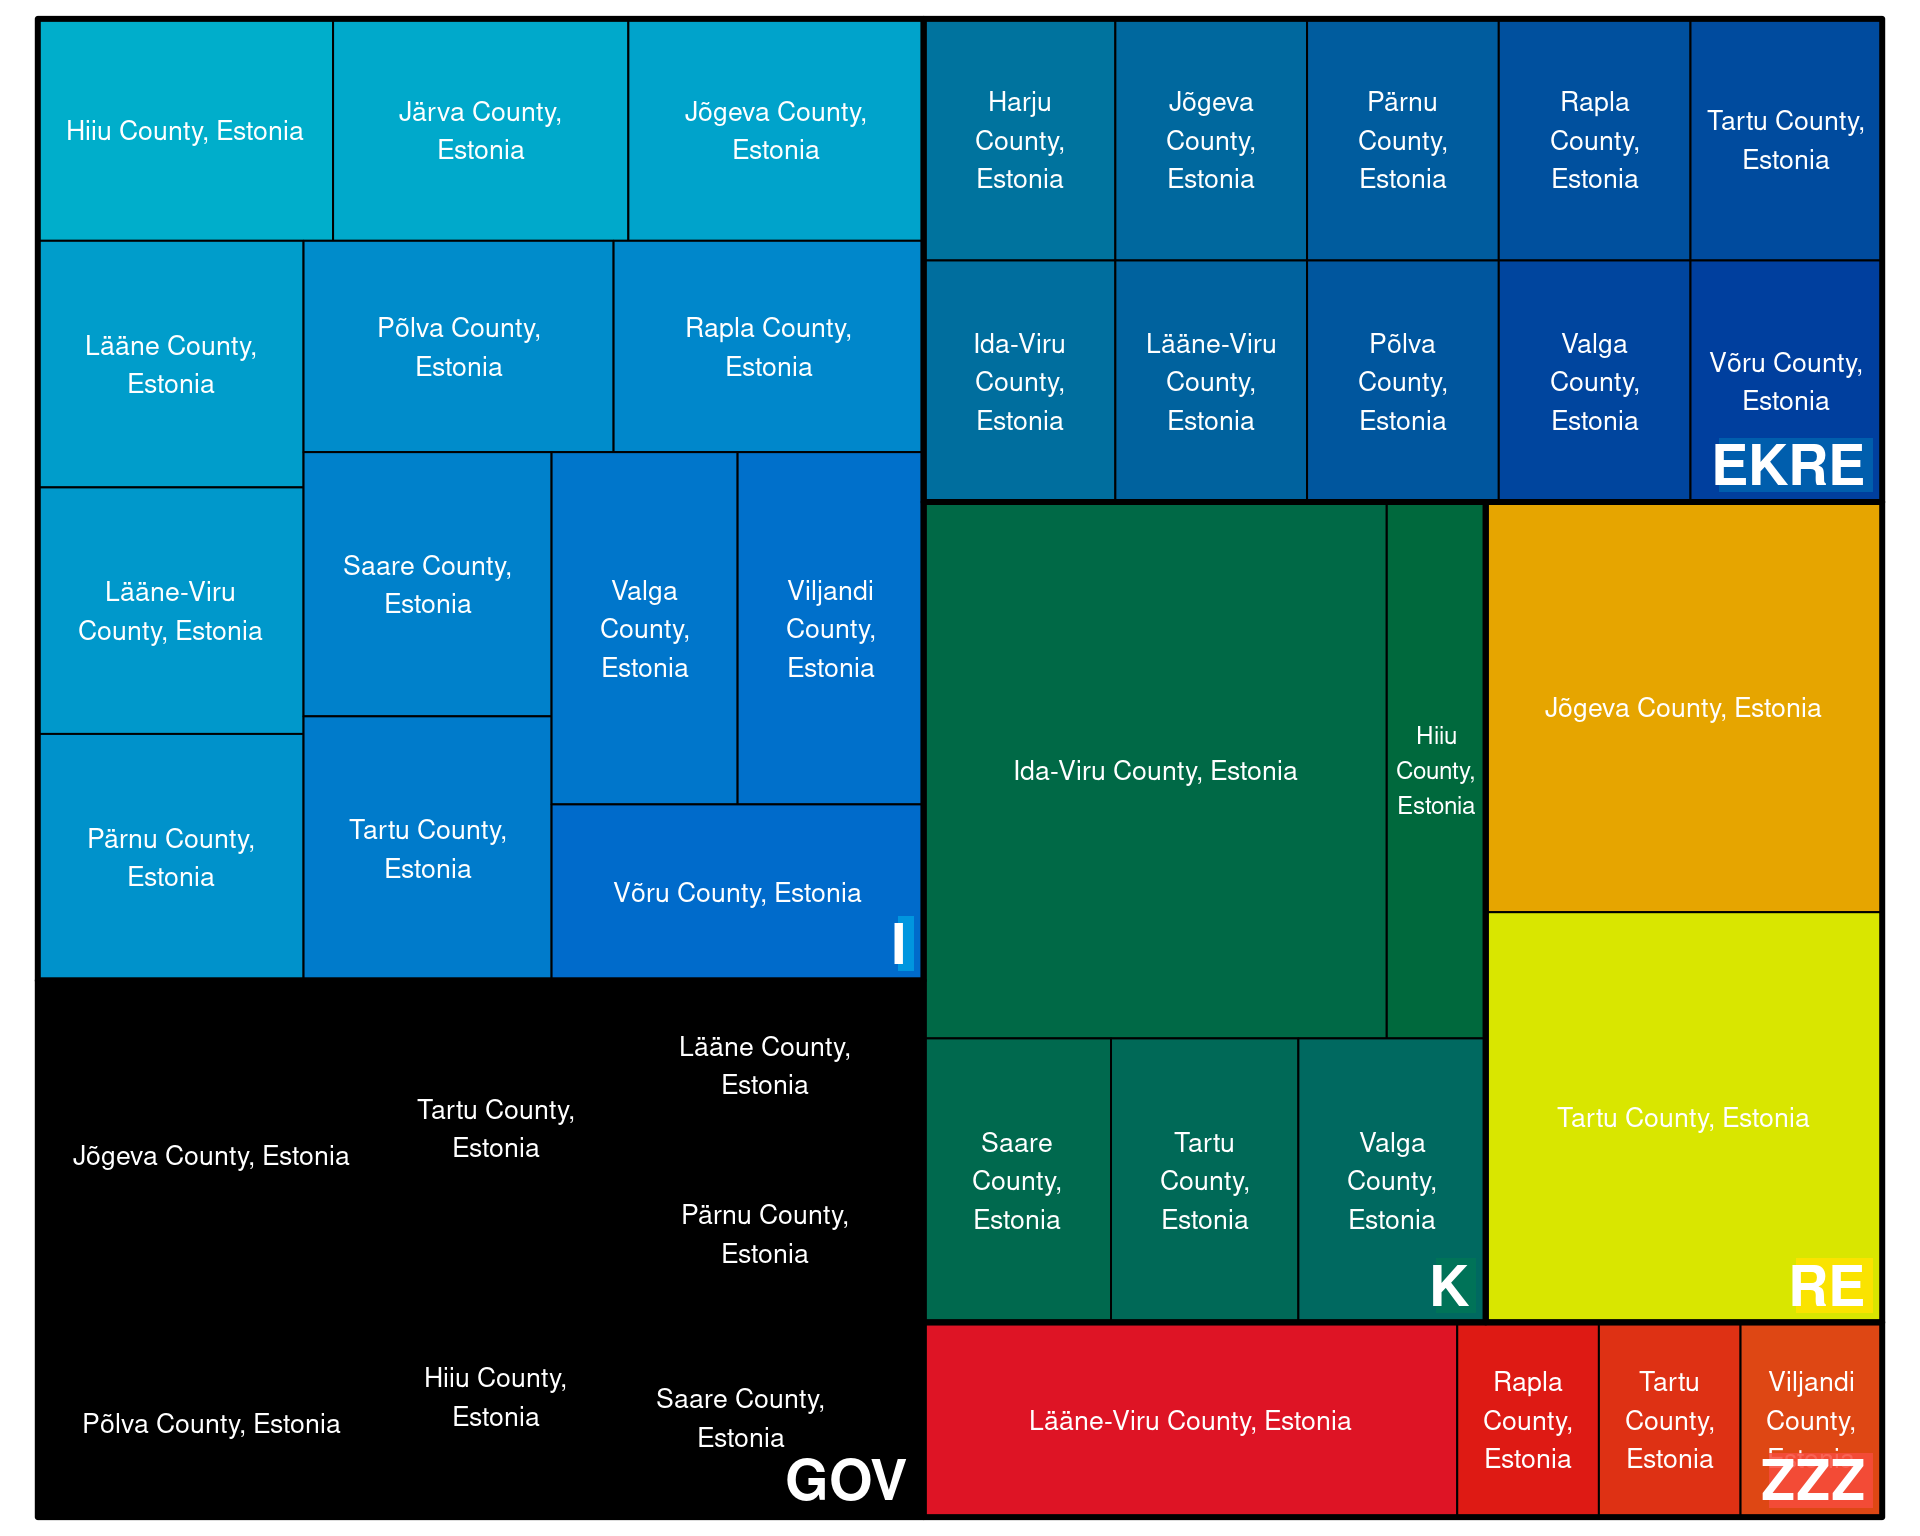 Hiiu County, Estonia
Järva County,
Estonia
Jõgeva County,
Estonia
Lääne County,
Estonia
Põlva County,
Estonia
Rapla County,
Estonia
Lääne-Viru
County, Estonia
Saare County,
Estonia
Valga
County,
Estonia
Viljandi
County,
Estonia
Pärnu County,
Estonia
Tartu County,
Estonia
Võru County, Estonia
I
Harju
County,
Estonia
Jõgeva
County,
Estonia
Pärnu
County,
Estonia
Rapla
County,
Estonia
Tartu County,
Estonia
Ida-Viru
County,
Estonia
Lääne-Viru
County,
Estonia
Põlva
County,
Estonia
Valga
County,
Estonia
Võru County,
Estonia
EKRE
Ida-Viru County, Estonia
Hiiu
County,
Estonia
Saare
County,
Estonia
Tartu
County,
Estonia
Valga
County,
Estonia
K
Jõgeva County, Estonia
Tartu County, Estonia
RE
Jõgeva County, Estonia
Tartu County,
Estonia
Lääne County,
Estonia
Pärnu County,
Estonia
Põlva County, Estonia
Hiiu County,
Estonia
Saare County,
Estonia
GOV
Lääne-Viru County, Estonia
Rapla
County,
Estonia
Tartu
County,
Estonia
Viljandi
County,
Estonia
ZZZ